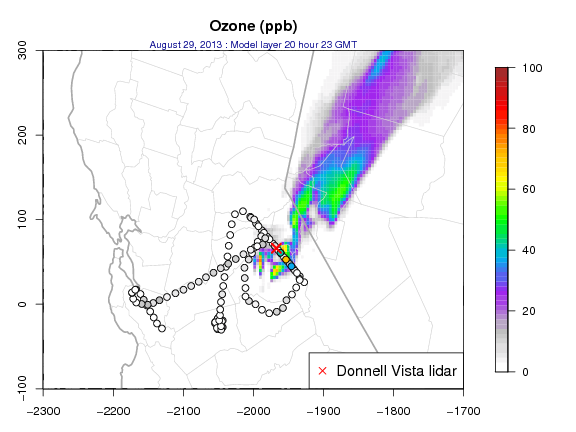 Ozone (ppb)
August 29, 2013 : Model layer 20 hour 23 GMT
300
200
100
0
−100
−2300 −2200 −2100 −2000 −1900 −1800 −1700
100
80
60
40
20
0
Donnell Vista lidar